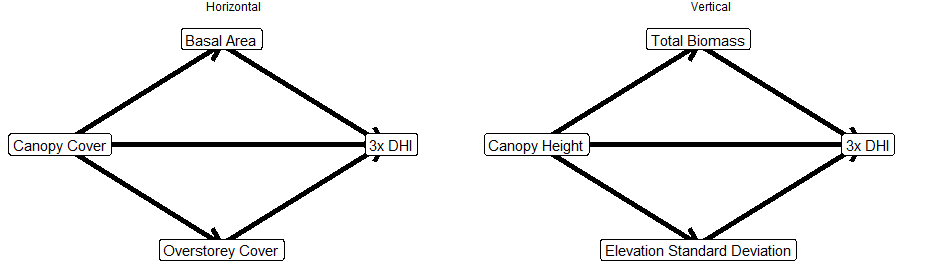 Horizontal
Basal Area
Canopy Cover
3x DHI
Overstorey Cover
Vertical
Total Biomass
Canopy Height
3x DHI
Elevation Standard Deviation